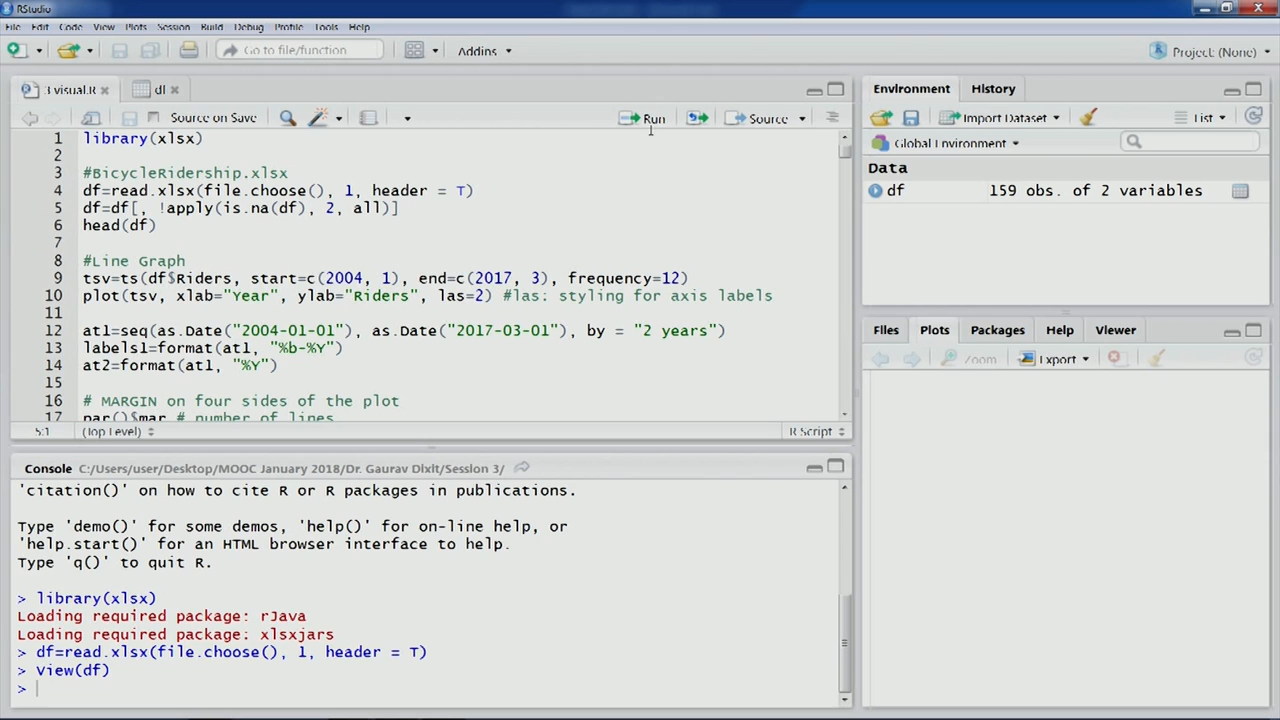 RStudio
File Edit Code View Plots Session Build Debug Profile Tools Help
Go to file/function Addins Project: (None)
3 visual.R df
Source on Save Run Source
1 library(xlsx)
2
3 #BicycleRidership.xlsx
4 df=read.xlsx(file.choose(), 1, header = T)
5 df=df[, !apply(is.na(df), 2, all)]
6 head(df)
7
8 #Line Graph
9 tsv=ts(df$Riders, start=c(2004, 1), end=c(2017, 3), frequency=12)
10 plot(tsv, xlab="Year", ylab="Riders", las=2) #las: styling for axis labels
11
12 at1=seq(as.Date("2004-01-01"), as.Date("2017-03-01"), by = "2 years")
13 labels1=format(at1, "%b-%Y")
14 at2=format(at1, "%Y")
15
16 # MARGIN on four sides of the plot
17 par()$mar # number of lines
5:1 (Top Level) R Script
Console C:/Users/user/Desktop/MOOC January 2018/Dr. Gaurav Dixit/Session 3/
'citation()' on how to cite R or R packages in publications.
Type 'demo()' for some demos, 'help()' for on-line help, or
'help.start()' for an HTML browser interface to help.
Type 'q()' to quit R.
> library(xlsx)
Loading required package: rJava
Loading required package: xlsxjars
> df=read.xlsx(file.choose(), 1, header = T)
> View(df)
>
Environment History
Import Dataset List
Global Environment
Data
df 159 obs. of 2 variables
Files Plots Packages Help Viewer
Zoom Export